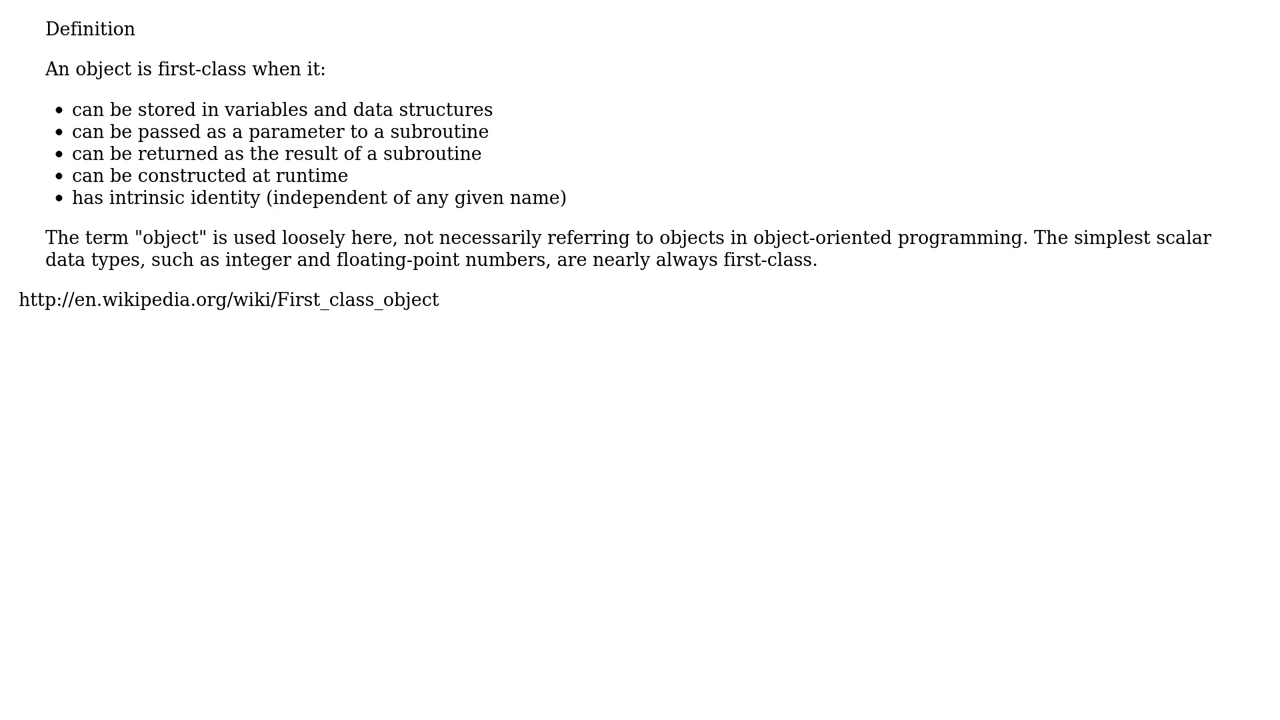 Definition
An object is first-class when it:
• can be stored in variables and data structures
• can be passed as a parameter to a subroutine
• can be returned as the result of a subroutine
• can be constructed at runtime
• has intrinsic identity (independent of any given name)
The term "object" is used loosely here, not necessarily referring to objects in object-oriented programming. The simplest scalar
data types, such as integer and floating-point numbers, are nearly always first-class.
http://en.wikipedia.org/wiki/First_class_object